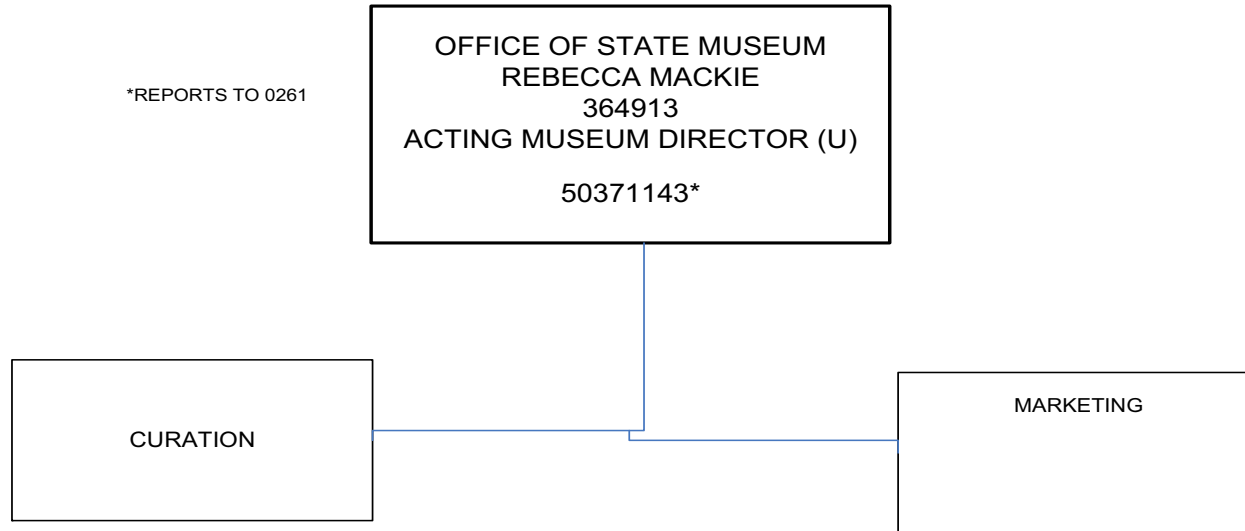 OFFICE OF STATE MUSEUM
REBECCA MACKIE
*REPORTS TO 0261
364913
ACTING MUSEUM DIRECTOR (U)
50371143*
CURATION
MARKETING